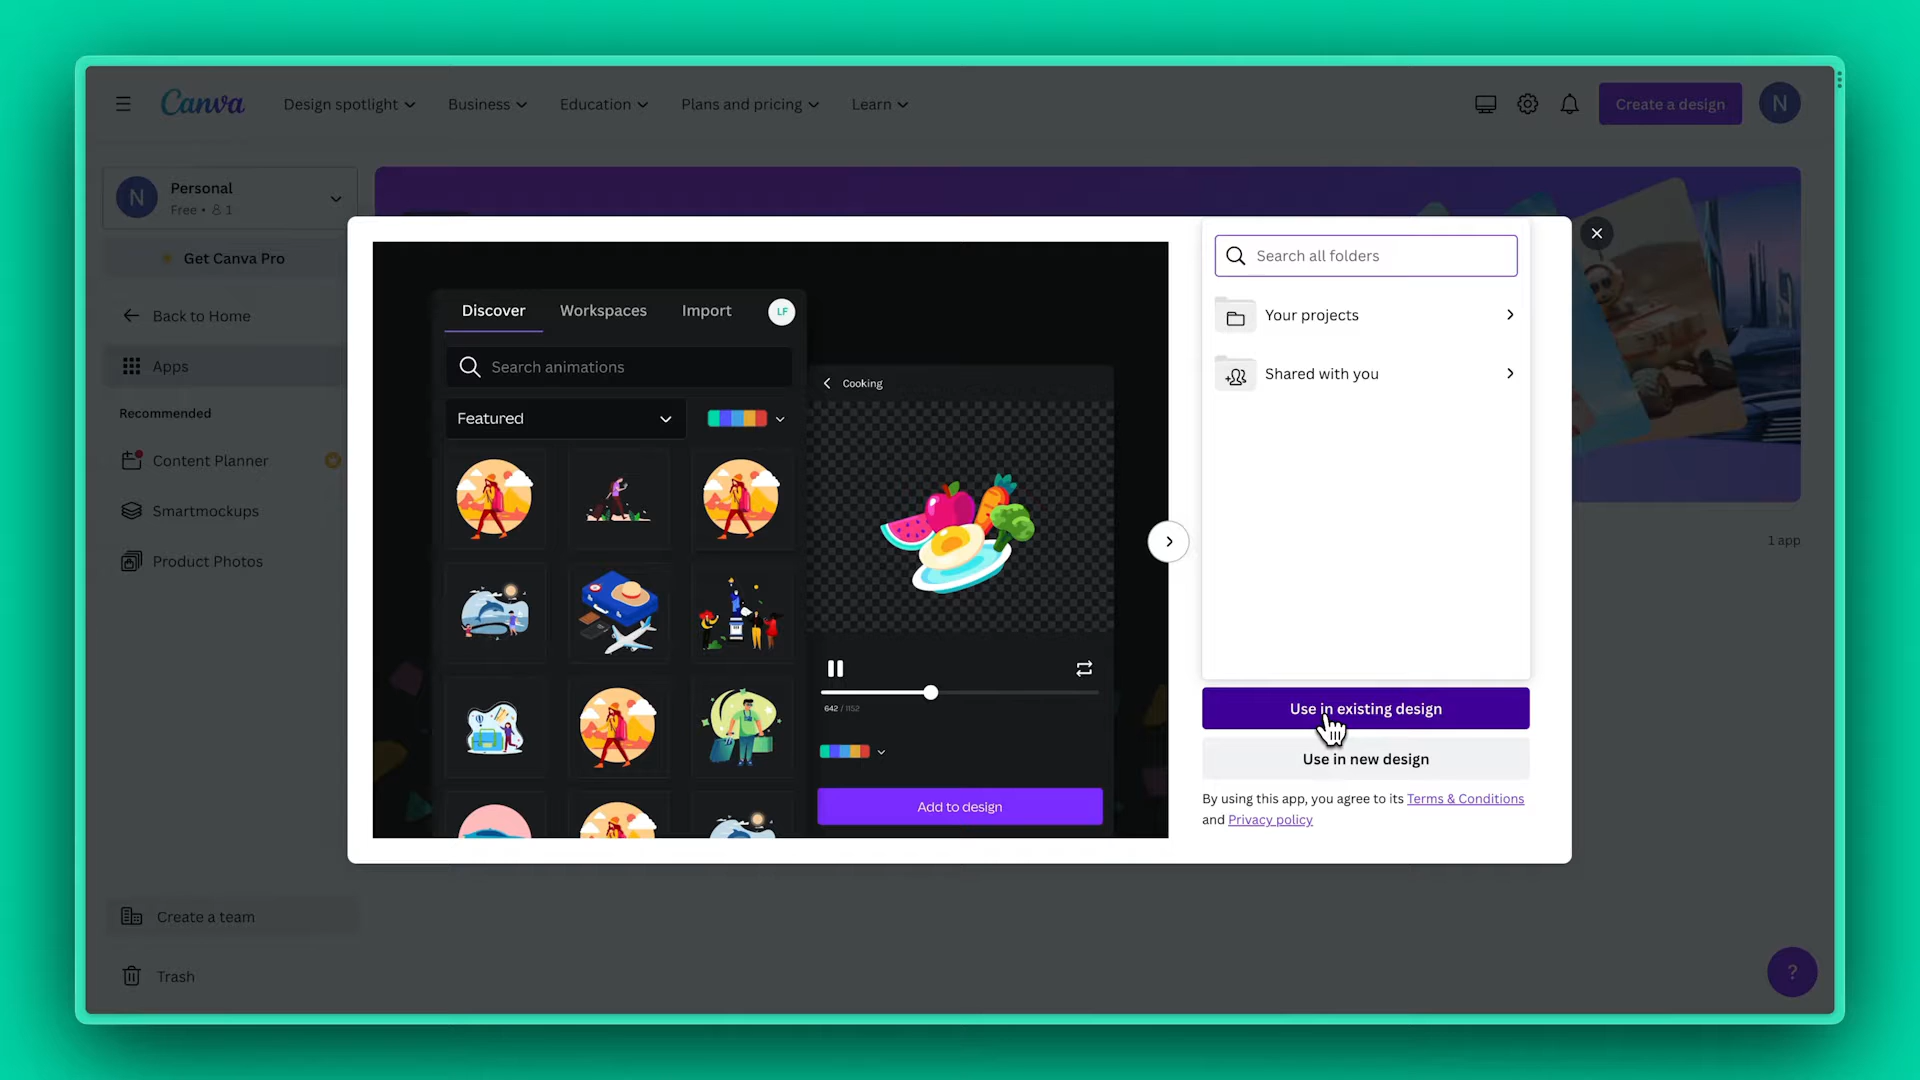 Canva
Design spotlight
Business
Education
Plans and pricing
Learn
Create a design
N
N
Personal
Free • 1
Get Canva Pro
Back to Home
Apps
Recommended
Content Planner
Smartmockups
Product Photos
Create a team
Trash
Discover
Workspaces
Import
LF
Search animations
Featured
Cooking
642 / 1152
Add to design
Search all folders
Your projects
Shared with you
Use in existing design
Use in new design
By using this app, you agree to its Terms & Conditions
and Privacy policy
1 app
?